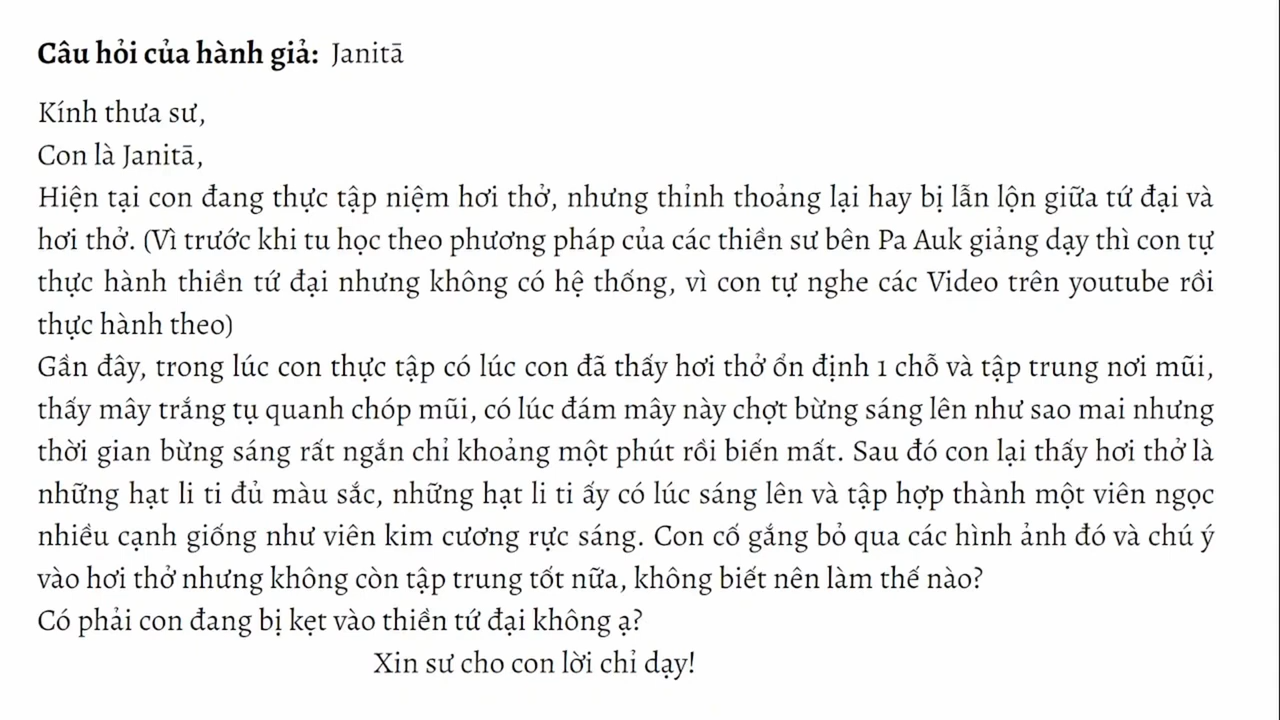 Câu hỏi của hành giả: Janitā
Kính thưa sư,
Con là Janitā,
Hiện tại con đang thực tập niệm hơi thở, nhưng thỉnh thoảng lại hay bị lẫn lộn giữa tứ đại và
hơi thở. (Vì trước khi tu học theo phương pháp của các thiền sư bên Pa Auk giảng dạy thì con tự
thực hành thiền tứ đại nhưng không có hệ thống, vì con tự nghe các Video trên youtube rồi
thực hành theo)
Gần đây, trong lúc con thực tập có lúc con đã thấy hơi thở ổn định 1 chỗ và tập trung nơi mũi,
thấy mây trắng tụ quanh chóp mũi, có lúc đám mây này chợt bừng sáng lên như sao mai nhưng
thời gian bừng sáng rất ngắn chỉ khoảng một phút rồi biến mất. Sau đó con lại thấy hơi thở là
những hạt li ti đủ màu sắc, những hạt li ti ấy có lúc sáng lên và tập hợp thành một viên ngọc
nhiều cạnh giống như viên kim cương rực sáng. Con cố gắng bỏ qua các hình ảnh đó và chú ý
vào hơi thở nhưng không còn tập trung tốt nữa, không biết nên làm thế nào?
Có phải con đang bị kẹt vào thiền tứ đại không ạ?
Xin sư cho con lời chỉ dạy!